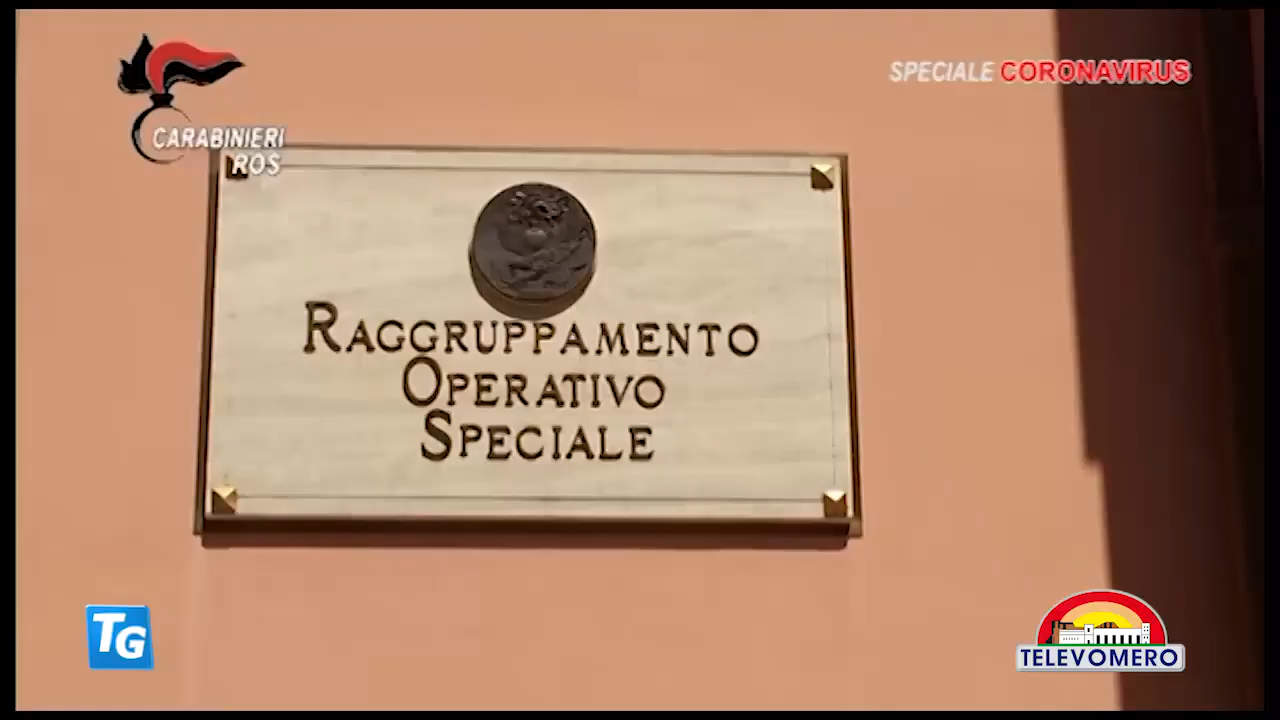 CARABINIERI
ROS
SPECIALE CORONAVIRUS
RAGGRUPPAMENTO
OPERATIVO
SPECIALE
TG
TELEVOMERO